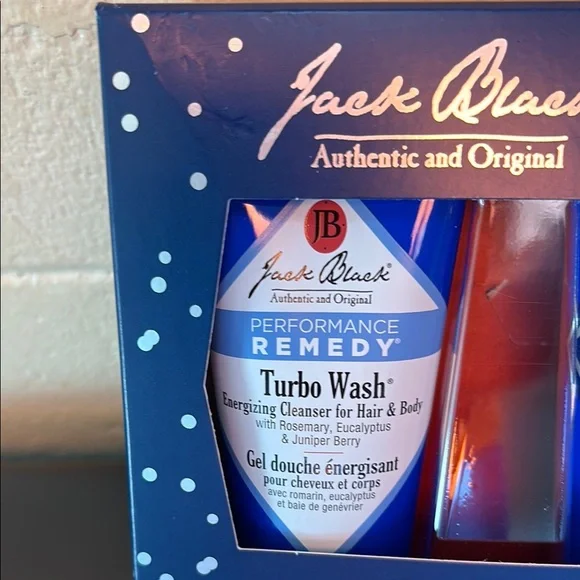 Jack Black
Authentic and Original
JB
Jack Black®
Authentic and Original
PERFORMANCE
REMEDY®
Turbo Wash®
Energizing Cleanser for Hair & Body
with Rosemary, Eucalyptus
& Juniper Berry
Gel douche énergisant
pour cheveux et corps
avec romarin, eucalyptus
et baie de genévrier